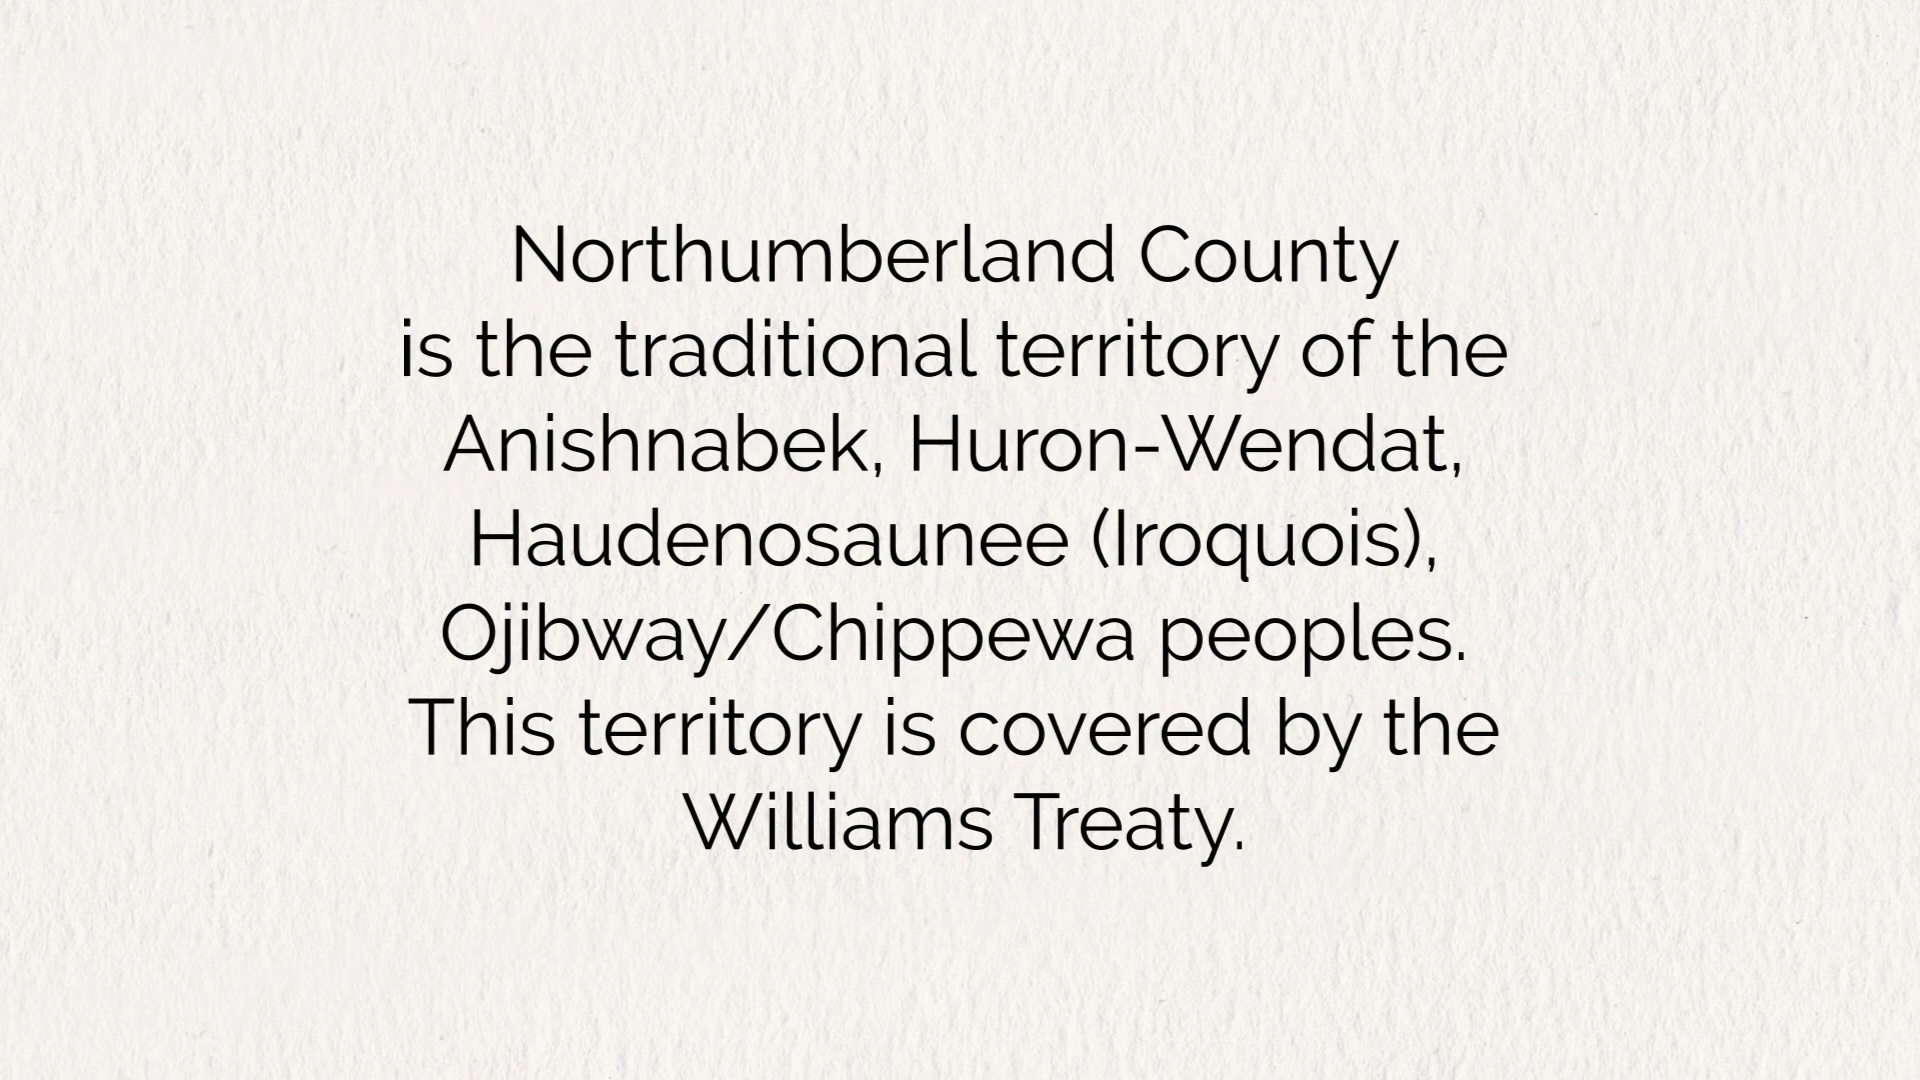 Northumberland County
is the traditional territory of the
Anishnabek, Huron-Wendat,
Haudenosaunee (Iroquois),
Ojibway/Chippewa peoples.
This territory is covered by the
Williams Treaty.